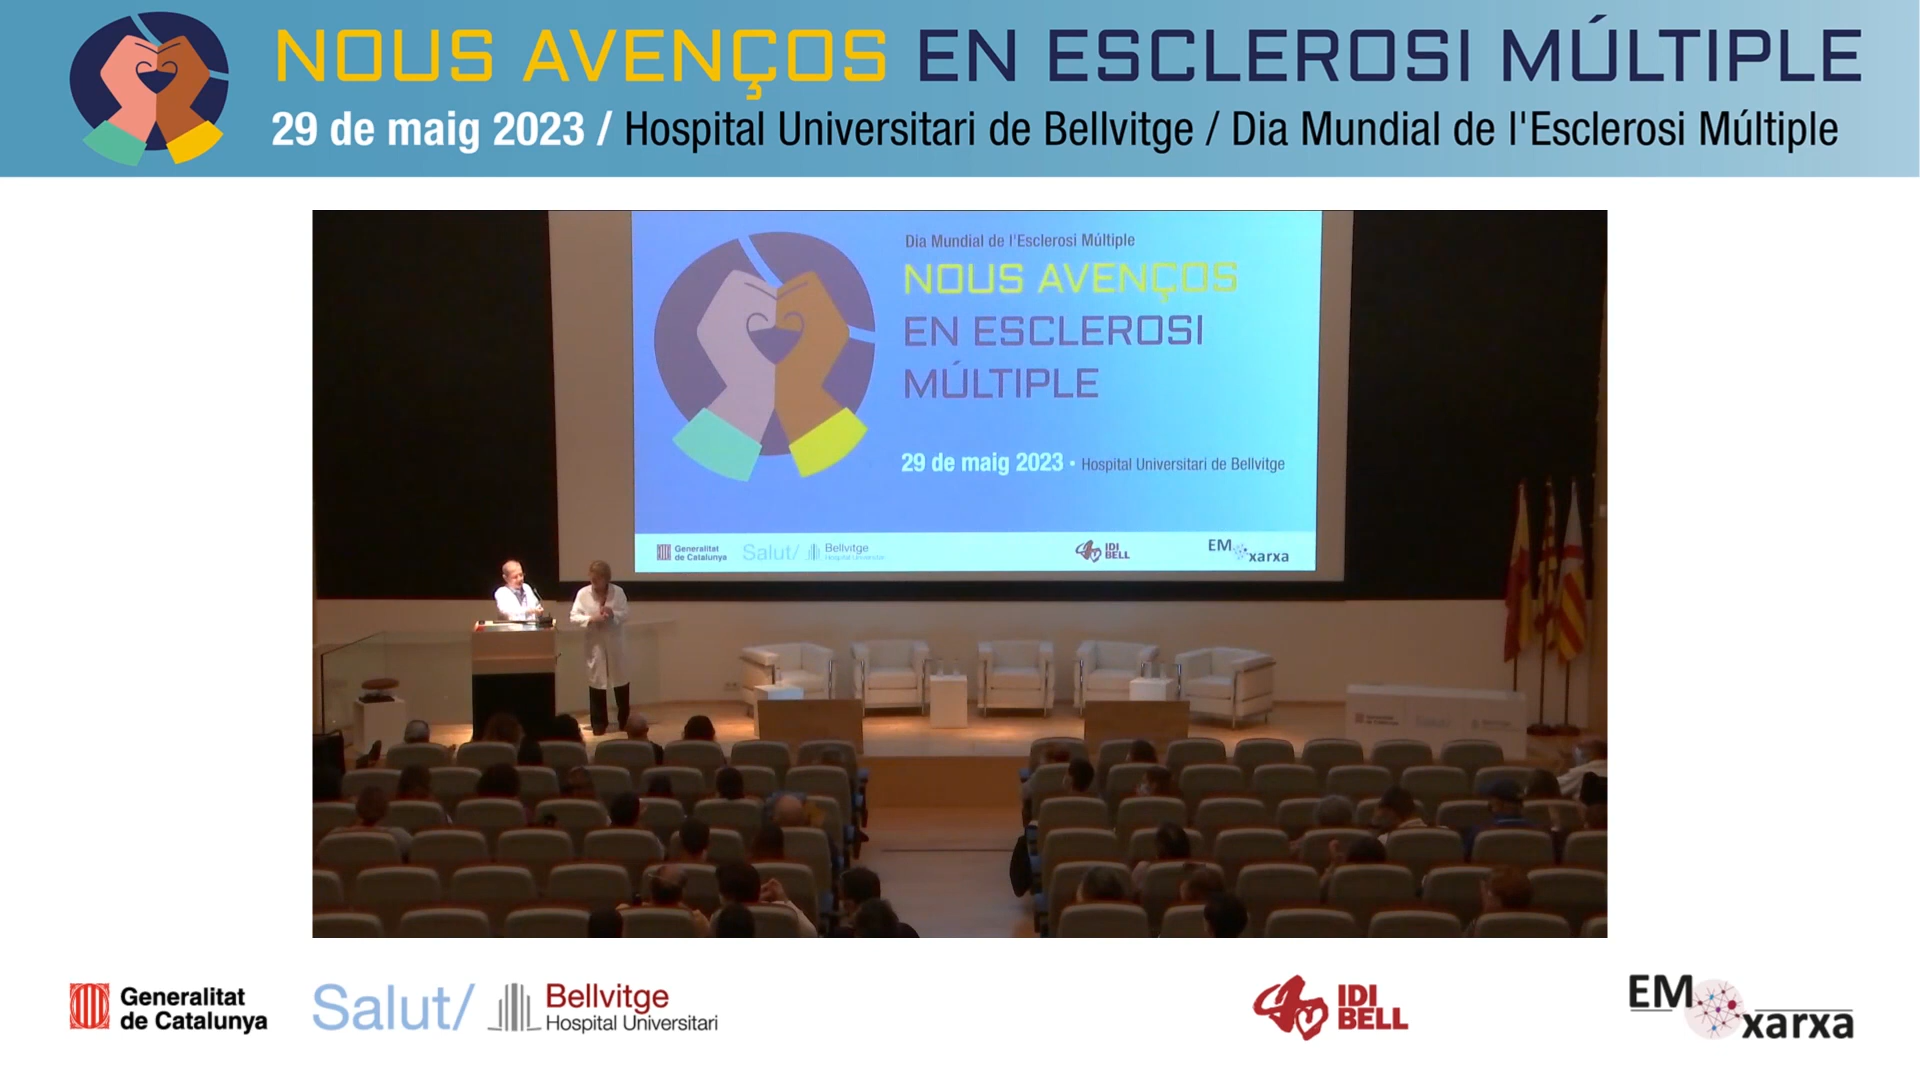 NOUS AVENÇOS EN ESCLEROSI MÚLTIPLE
29 de maig 2023 / Hospital Universitari de Bellvitge / Dia Mundial de l'Esclerosi Múltiple
Dia Mundial de l'Esclerosi Múltiple
NOUS AVENÇOS
EN ESCLEROSI
MÚLTIPLE
29 de maig 2023 · Hospital Universitari de Bellvitge
Generalitat
de Catalunya
Salut/
Bellvitge
Hospital Universitari
IDI
BELL
EM
xarxa
Generalitat
de Catalunya
Salut/
Bellvitge
Hospital Universitari
IDI
BELL
EM
xarxa